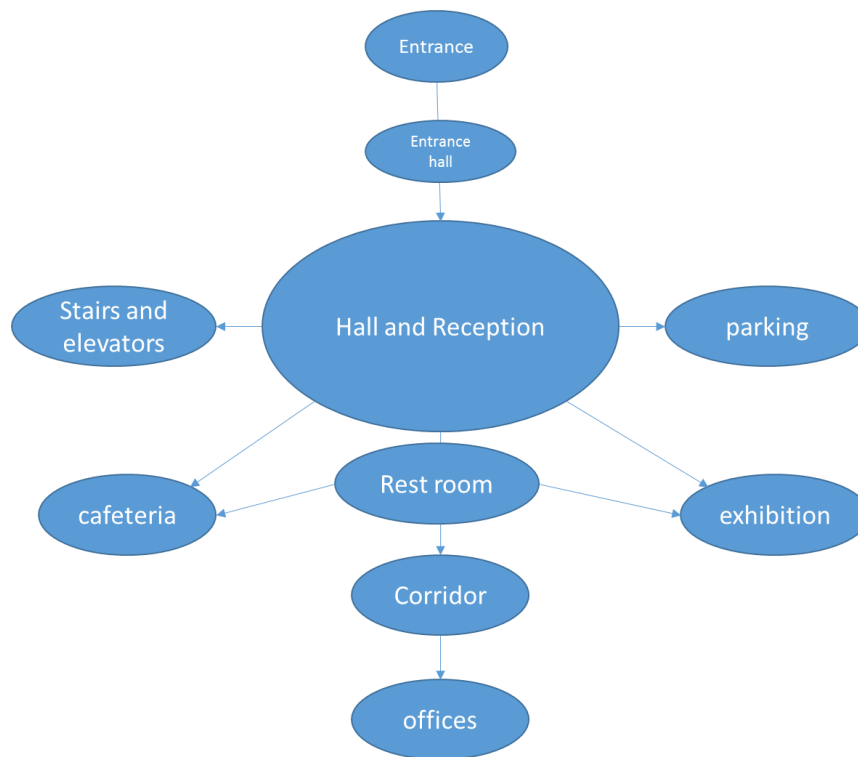 Entrance
Entrance
hall
Stairs and
elevators
Hall and Reception
parking
cafeteria
Rest room
exhibition
Corridor
offices